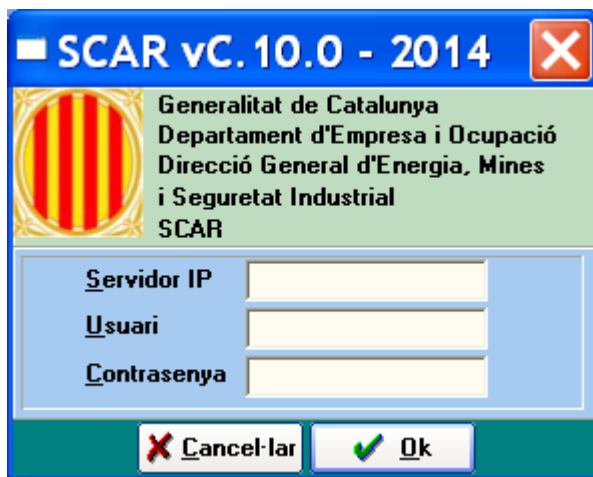 SCAR vC.10.0 - 2014
Generalitat de Catalunya
Departament d'Empresa i Ocupació
Direcció General d'Energia, Mines
i Seguretat Industrial
SCAR
Servidor IP
Usuari
Contrasenya
Cancel·lar
Ok